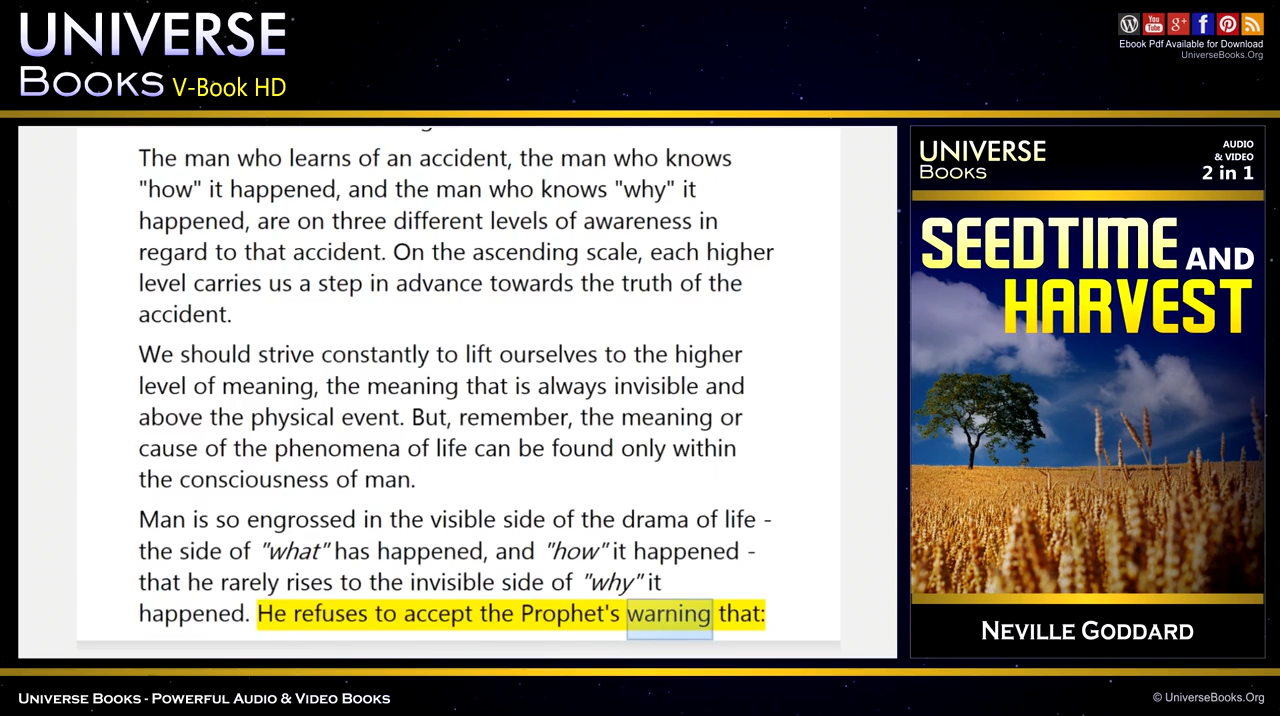 UNIVERSE
BOOKS V-Book HD
Ebook Pdf Available for Download
UniverseBooks.Org
The man who learns of an accident, the man who knows
"how" it happened, and the man who knows "why" it
happened, are on three different levels of awareness in
regard to that accident. On the ascending scale, each higher
level carries us a step in advance towards the truth of the
accident.
We should strive constantly to lift ourselves to the higher
level of meaning, the meaning that is always invisible and
above the physical event. But, remember, the meaning or
cause of the phenomena of life can be found only within
the consciousness of man.
Man is so engrossed in the visible side of the drama of life -
the side of "what" has happened, and "how" it happened -
that he rarely rises to the invisible side of "why" it
happened. He refuses to accept the Prophet's warning that:
UNIVERSE
BOOKS
AUDIO
& VIDEO
2 in 1
SEEDTIME AND
HARVEST
NEVILLE GODDARD
UNIVERSE BOOKS - POWERFUL AUDIO & VIDEO BOOKS
© UniverseBooks.Org